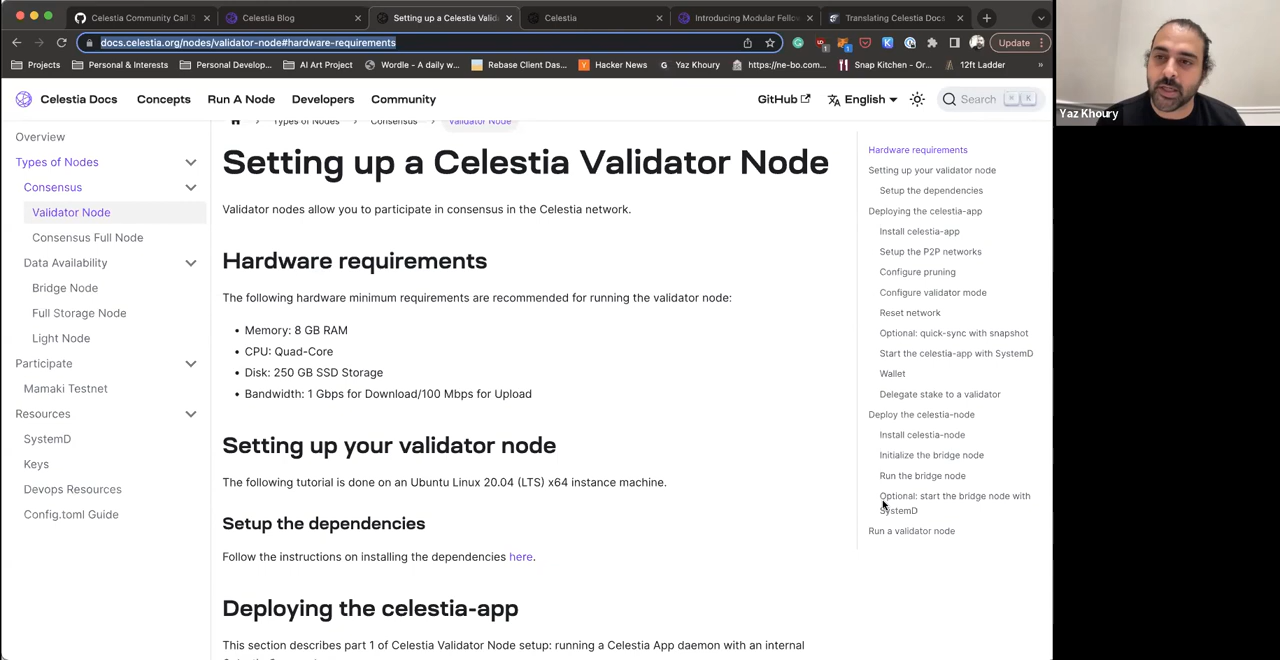 Celestia Community Call 3
Celestia Blog
Setting up a Celestia Valid
Celestia
Introducing Modular Fellow
Translating Celestia Docs
docs.celestia.org/nodes/validator-node#hardware-requirements
Update
Projects
Personal & Interests
Personal Develop...
AI Art Project
Wordle - A daily w...
Rebase Client Das...
Hacker News
Yaz Khoury
https://ne-bo.com...
Snap Kitchen - Or...
12ft Ladder
»
Yaz Khoury
Celestia Docs
Concepts
Run A Node
Developers
Community
GitHub
English
Search
K
Overview
Types of Nodes
Consensus
Validator Node
Consensus Full Node
Data Availability
Bridge Node
Full Storage Node
Light Node
Participate
Mamaki Testnet
Resources
SystemD
Keys
Devops Resources
Config.toml Guide
Types of Nodes > Consensus > Validator Node
Setting up a Celestia Validator Node
Validator nodes allow you to participate in consensus in the Celestia network.
Hardware requirements
The following hardware minimum requirements are recommended for running the validator node:
• Memory: 8 GB RAM
• CPU: Quad-Core
• Disk: 250 GB SSD Storage
• Bandwidth: 1 Gbps for Download/100 Mbps for Upload
Setting up your validator node
The following tutorial is done on an Ubuntu Linux 20.04 (LTS) x64 instance machine.
Setup the dependencies
Follow the instructions on installing the dependencies here.
Deploying the celestia-app
This section describes part 1 of Celestia Validator Node setup: running a Celestia App daemon with an internal
Hardware requirements
Setting up your validator node
Setup the dependencies
Deploying the celestia-app
Install celestia-app
Setup the P2P networks
Configure pruning
Configure validator mode
Reset network
Optional: quick-sync with snapshot
Start the celestia-app with SystemD
Wallet
Delegate stake to a validator
Deploy the celestia-node
Install celestia-node
Initialize the bridge node
Run the bridge node
Optional: start the bridge node with
SystemD
Run a validator node